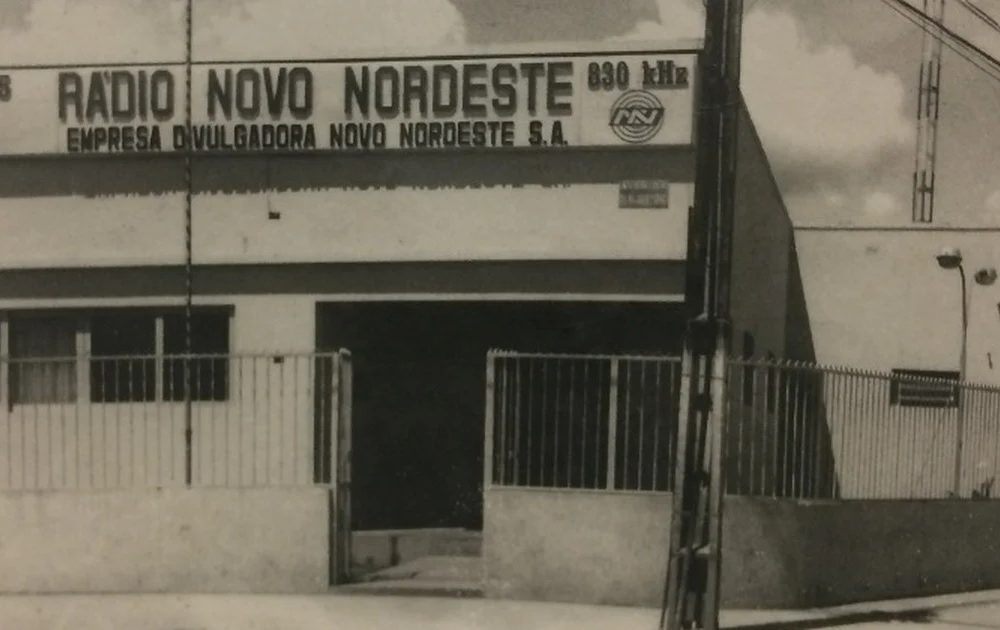 RÁDIO NOVO NORDESTE
830 kHz
EMPRESA DIVULGADORA NOVO NORDESTE S.A.